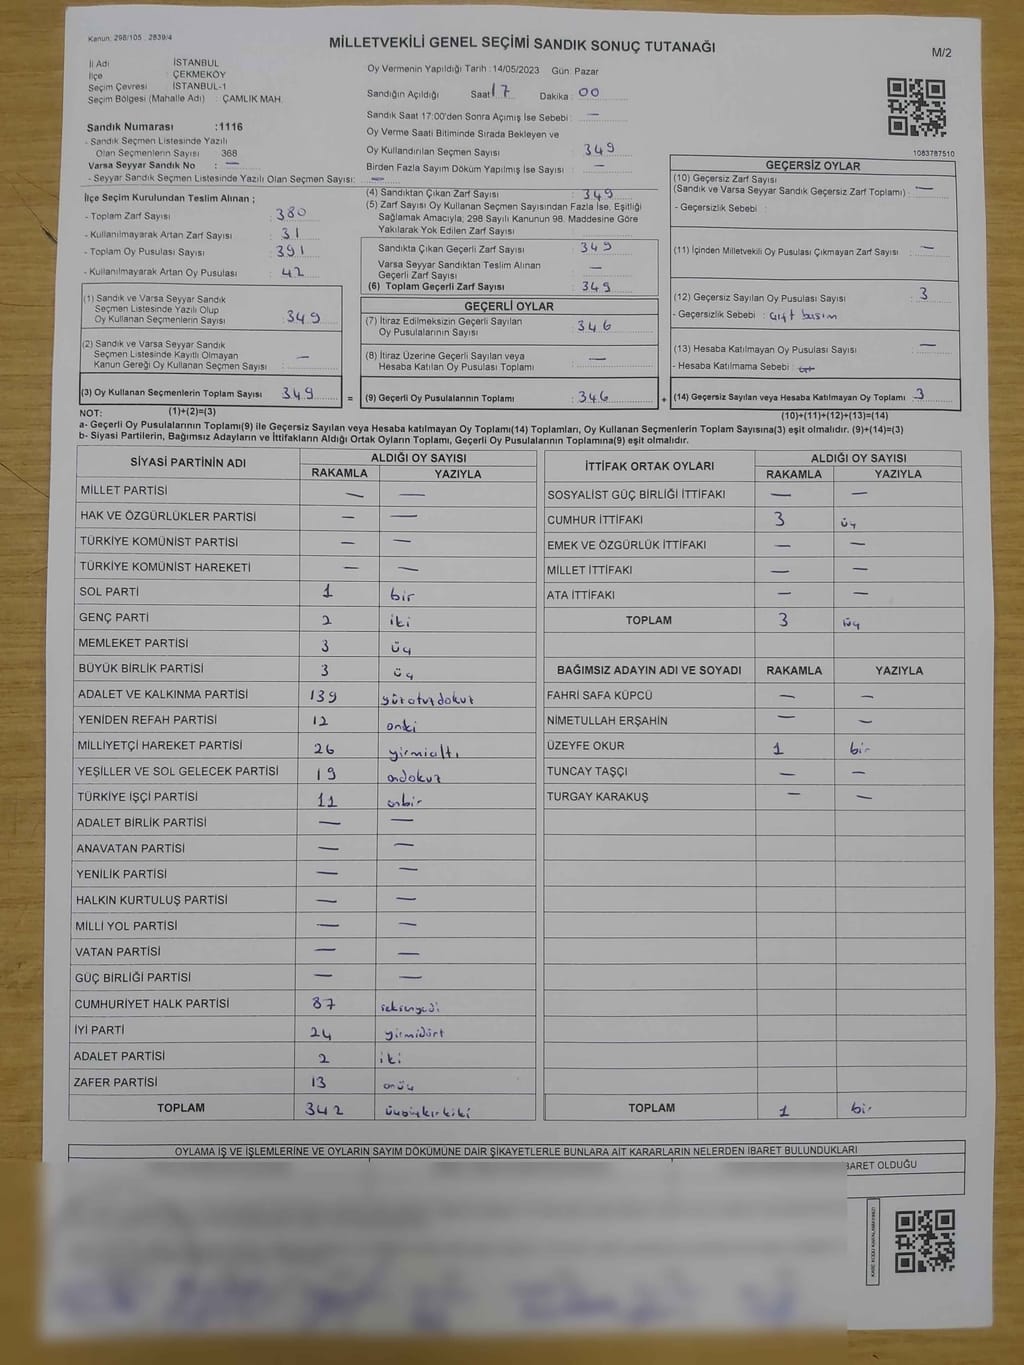 Kanun: 298/105 : 2839/4
MİLLETVEKİLİ GENEL SEÇİMİ SANDIK SONUÇ TUTANAĞI
M/2
İl Adı İSTANBUL
İlçe : ÇEKMEKÖY
Seçim Çevresi İSTANBUL-1
Seçim Bölgesi (Mahalle Adı) : ÇAMLIK MAH.
Sandık Numarası :1116
- Sandık Seçmen Listesinde Yazılı
Olan Seçmenlerin Sayısı 368
Varsa Seyyar Sandık No : —
- Seyyar Sandık Seçmen Listesinde Yazılı Olan Seçmen Sayısı: —
Oy Vermenin Yapıldığı Tarih : 14/05/2023 Gün: Pazar
Sandığın Açıldığı Saat 17 Dakika : 00
Sandık Saat 17:00'den Sonra Açımış İse Sebebi : —
Oy Verme Saati Bitiminde Sırada Bekleyen ve
Oy Kullandırılan Seçmen Sayısı : 349
Birden Fazla Sayım Döküm Yapılmış İse Sayısı : —
1083787510
İlçe Seçim Kurulundan Teslim Alınan ;
- Toplam Zarf Sayısı : 380
- Kullanılmayarak Artan Zarf Sayısı : 31
- Toplam Oy Pusulası Sayısı : 391
- Kullanılmayarak Artan Oy Pusulası : 42
(4) Sandıktan Çıkan Zarf Sayısı : 349
(5) Zarf Sayısı Oy Kullanan Seçmen Sayısından Fazla İse, Eşitliği
Sağlamak Amacıyla; 298 Sayılı Kanunun 98. Maddesine Göre
Yakılarak Yok Edilen Zarf Sayısı :
Sandıkta Çıkan Geçerli Zarf Sayısı : 349
Varsa Seyyar Sandıktan Teslim Alınan
Geçerli Zarf Sayısı : —
(6) Toplam Geçerli Zarf Sayısı : 349
GEÇERSİZ OYLAR
(10) Geçersiz Zarf Sayısı
(Sandık ve Varsa Seyyar Sandık Geçersiz Zarf Toplamı) : —
- Geçersizlik Sebebi :
(11) İçinden Milletvekili Oy Pusulası Çıkmayan Zarf Sayısı : —
(12) Geçersiz Sayılan Oy Pusulası Sayısı : 3
- Geçersizlik Sebebi : çift basım
(13) Hesaba Katılmayan Oy Pusulası Sayısı : —
- Hesaba Katılmama Sebebi :
(14) Geçersiz Sayılan veya Hesaba Katılmayan Oy Toplamı : 3
(10)+(11)+(12)+(13)=(14)
(1) Sandık ve Varsa Seyyar Sandık
Seçmen Listesinde Yazılı Olup
Oy Kullanan Seçmenlerin Sayısı : 349
(2) Sandık ve Varsa Seyyar Sandık
Seçmen Listesinde Kayıtlı Olmayan
Kanun Gereği Oy Kullanan Seçmen Sayısı : —
(3) Oy Kullanan Seçmenlerin Toplam Sayısı : 349 =
(1)+(2)=(3)
GEÇERLİ OYLAR
(7) İtiraz Edilmeksizin Geçerli Sayılan
Oy Pusulalarının Sayısı : 346
(8) İtiraz Üzerine Geçerli Sayılan veya
Hesaba Katılan Oy Pusulası Toplamı : —
(9) Geçerli Oy Pusulalarının Toplamı : 346 +
NOT:
a- Geçerli Oy Pusulalarının Toplamı(9) ile Geçersiz Sayılan veya Hesaba katılmayan Oy Toplamı(14) Toplamları, Oy Kullanan Seçmenlerin Toplam Sayısına(3) eşit olmalıdır. (9)+(14)=(3)
b- Siyasi Partilerin, Bağımsız Adayların ve İttifakların Aldığı Ortak Oyların Toplamı, Geçerli Oy Pusulalarının Toplamına(9) eşit olmalıdır.
SİYASİ PARTİNİN ADI ALDIĞI OY SAYISI
RAKAMLA YAZIYLA
MİLLET PARTİSİ — —
HAK VE ÖZGÜRLÜKLER PARTİSİ — —
TÜRKİYE KOMÜNİST PARTİSİ — —
TÜRKİYE KOMÜNİST HAREKETİ — —
SOL PARTİ 1 bir
GENÇ PARTİ 2 iki
MEMLEKET PARTİSİ 3 üç
BÜYÜK BİRLİK PARTİSİ 3 üç
ADALET VE KALKINMA PARTİSİ 139 yüzotuzdokuz
YENİDEN REFAH PARTİSİ 12 oniki
MİLLİYETÇİ HAREKET PARTİSİ 26 yirmialtı
YEŞİLLER VE SOL GELECEK PARTİSİ 19 ondokuz
TÜRKİYE İŞÇİ PARTİSİ 11 onbir
ADALET BİRLİK PARTİSİ — —
ANAVATAN PARTİSİ — —
YENİLİK PARTİSİ — —
HALKIN KURTULUŞ PARTİSİ — —
MİLLİ YOL PARTİSİ — —
VATAN PARTİSİ — —
GÜÇ BİRLİĞİ PARTİSİ — —
CUMHURİYET HALK PARTİSİ 87 seksenyedi
İYİ PARTİ 24 yirmidört
ADALET PARTİSİ 2 iki
ZAFER PARTİSİ 13 onüç
TOPLAM 342 üçyüzkırkiki
İTTİFAK ORTAK OYLARI ALDIĞI OY SAYISI
RAKAMLA YAZIYLA
SOSYALİST GÜÇ BİRLİĞİ İTTİFAKI — —
CUMHUR İTTİFAKI 3 üç
EMEK VE ÖZGÜRLÜK İTTİFAKI — —
MİLLET İTTİFAKI — —
ATA İTTİFAKI — —
TOPLAM 3 üç
BAĞIMSIZ ADAYIN ADI VE SOYADI RAKAMLA YAZIYLA
FAHRİ SAFA KÜPCÜ — —
NİMETULLAH ERŞAHİN — —
ÜZEYFE OKUR 1 bir
TUNCAY TAŞÇI — —
TURGAY KARAKUŞ — —
TOPLAM 1 bir
OYLAMA İŞ VE İŞLEMLERİNE VE OYLARIN SAYIM DÖKÜMÜNE DAİR ŞİKAYETLERLE BUNLARA AİT KARARLARIN NELERDEN İBARET BULUNDUKLARI
BARET OLDUĞU